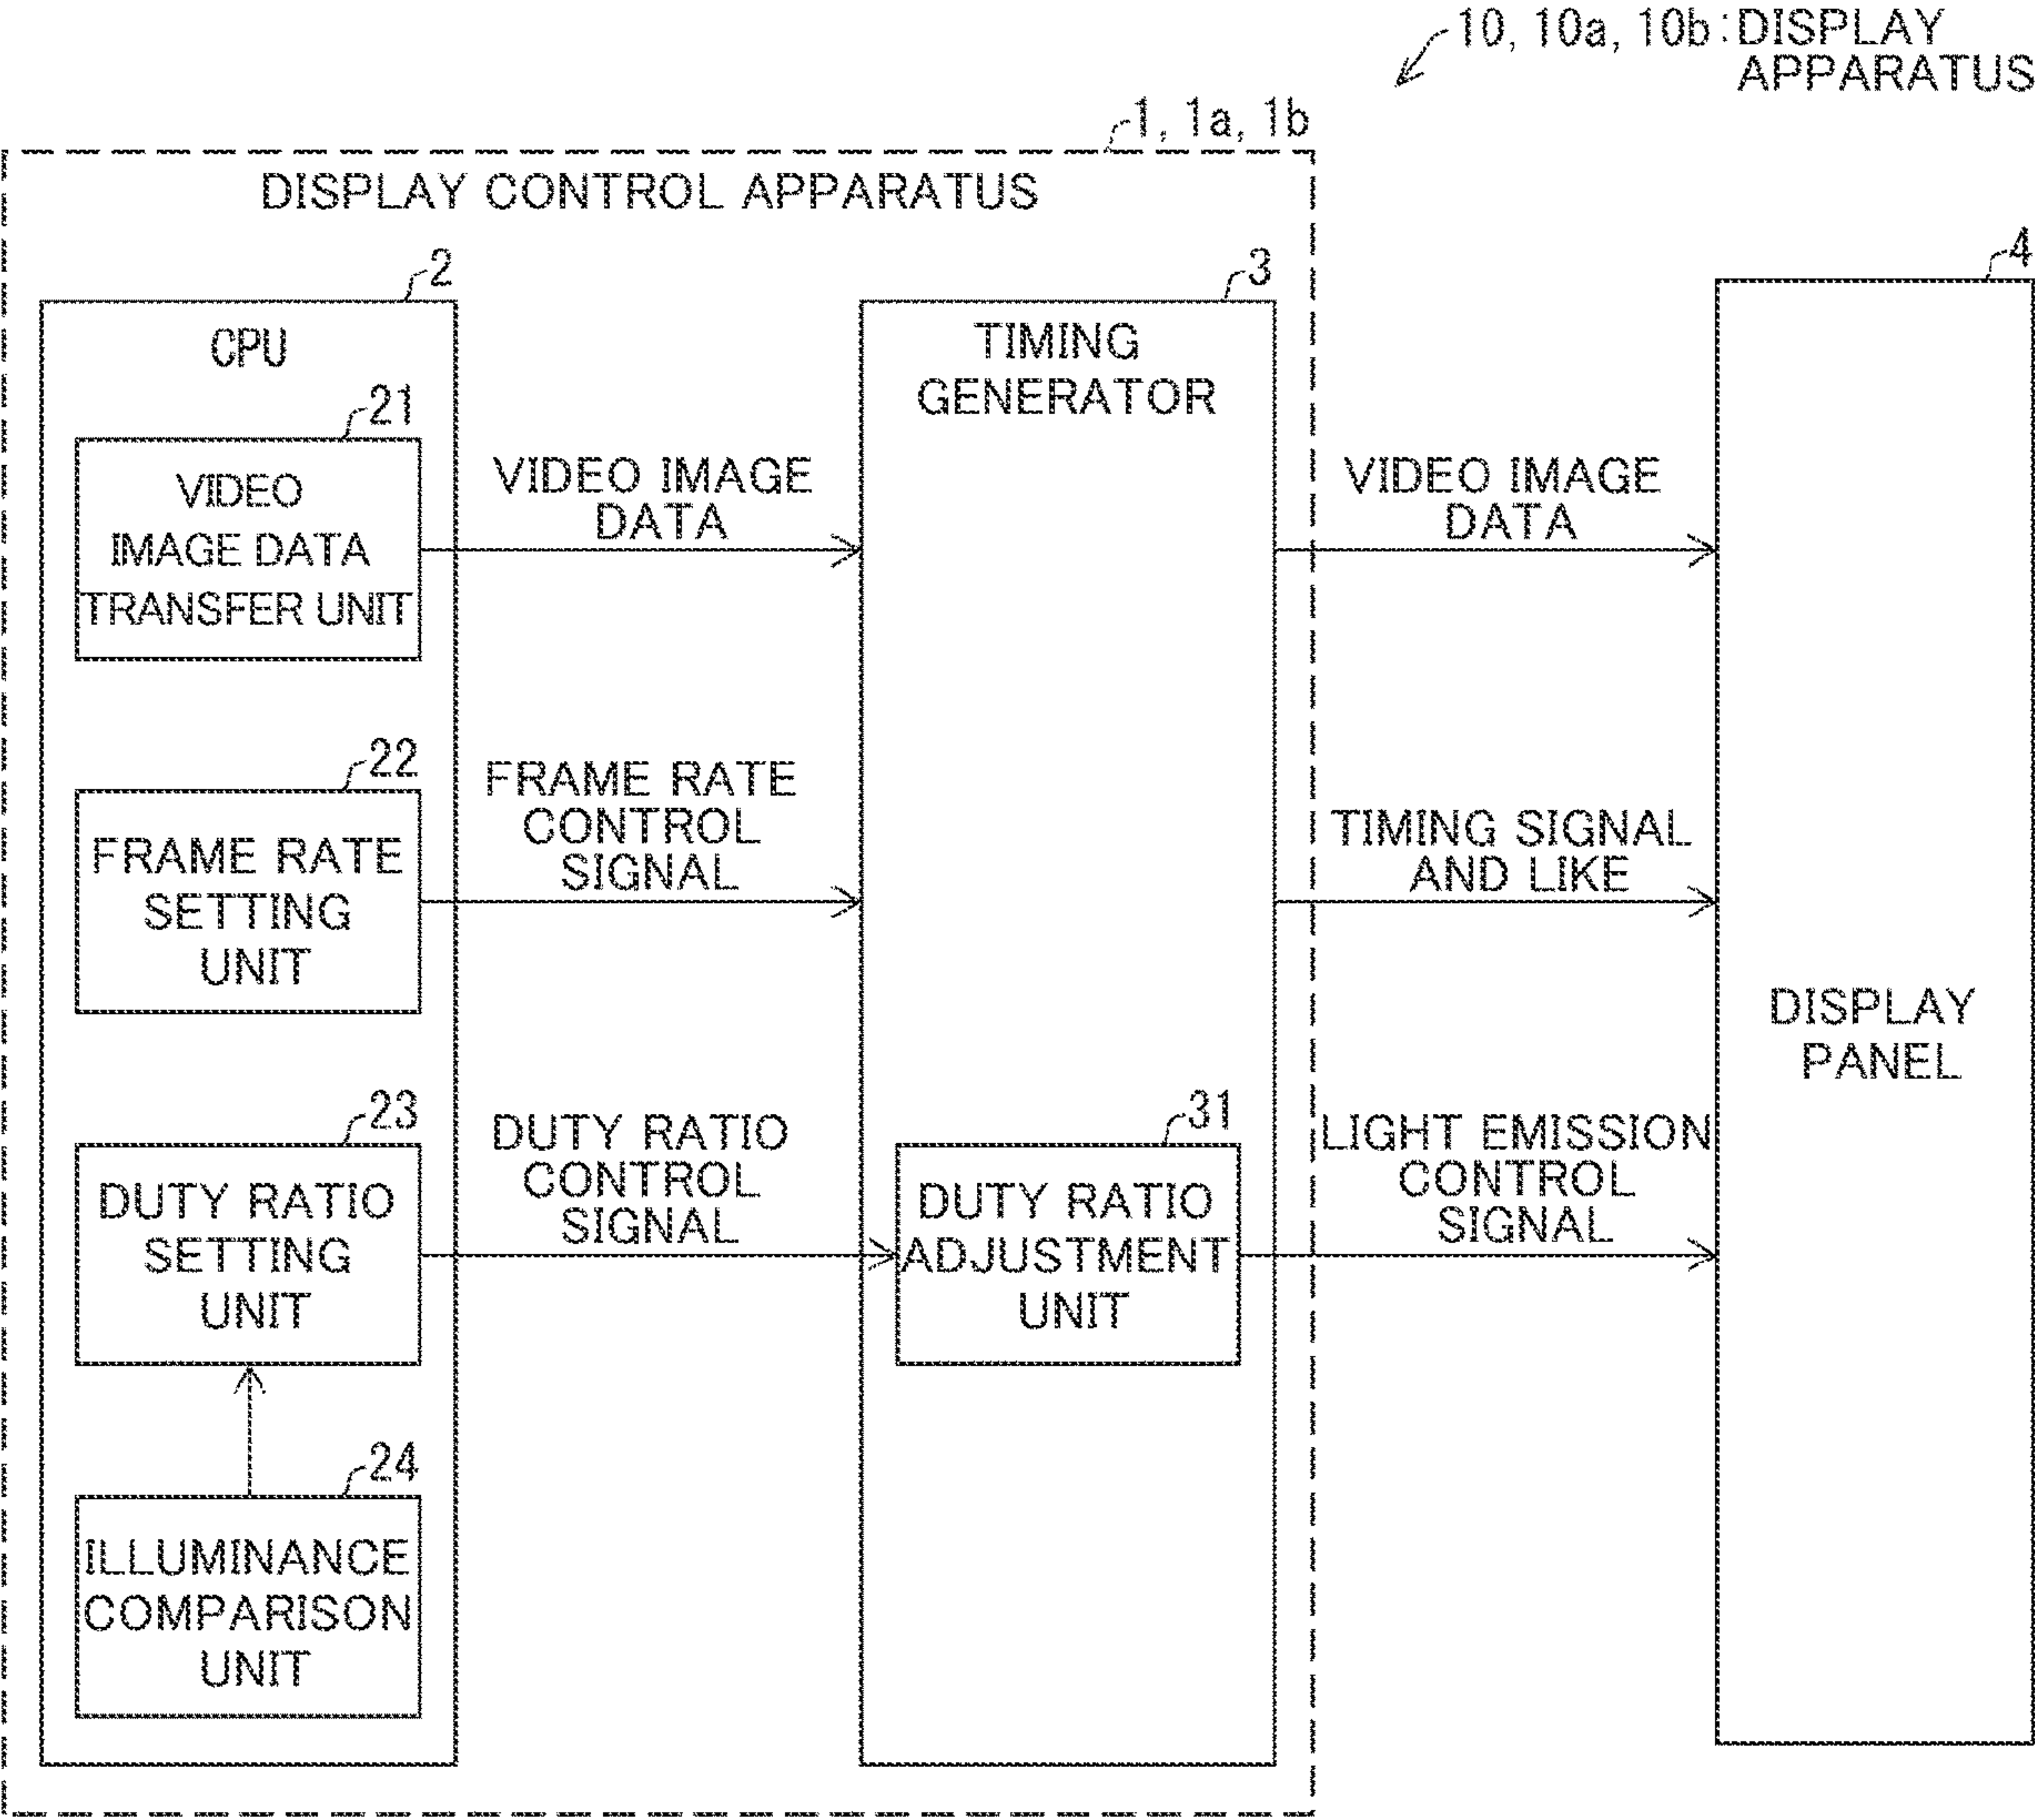 10, 10a, 10b : DISPLAY
APPARATUS
1, 1a, 1b
DISPLAY CONTROL APPARATUS
2
CPU
21
VIDEO
IMAGE DATA
TRANSFER UNIT
VIDEO IMAGE
DATA
3
TIMING
GENERATOR
VIDEO IMAGE
DATA
4
DISPLAY
PANEL
22
FRAME RATE
SETTING
UNIT
FRAME RATE
CONTROL
SIGNAL
TIMING SIGNAL
AND LIKE
23
DUTY RATIO
SETTING
UNIT
DUTY RATIO
CONTROL
SIGNAL
31
DUTY RATIO
ADJUSTMENT
UNIT
LIGHT EMISSION
CONTROL
SIGNAL
24
ILLUMINANCE
COMPARISON
UNIT